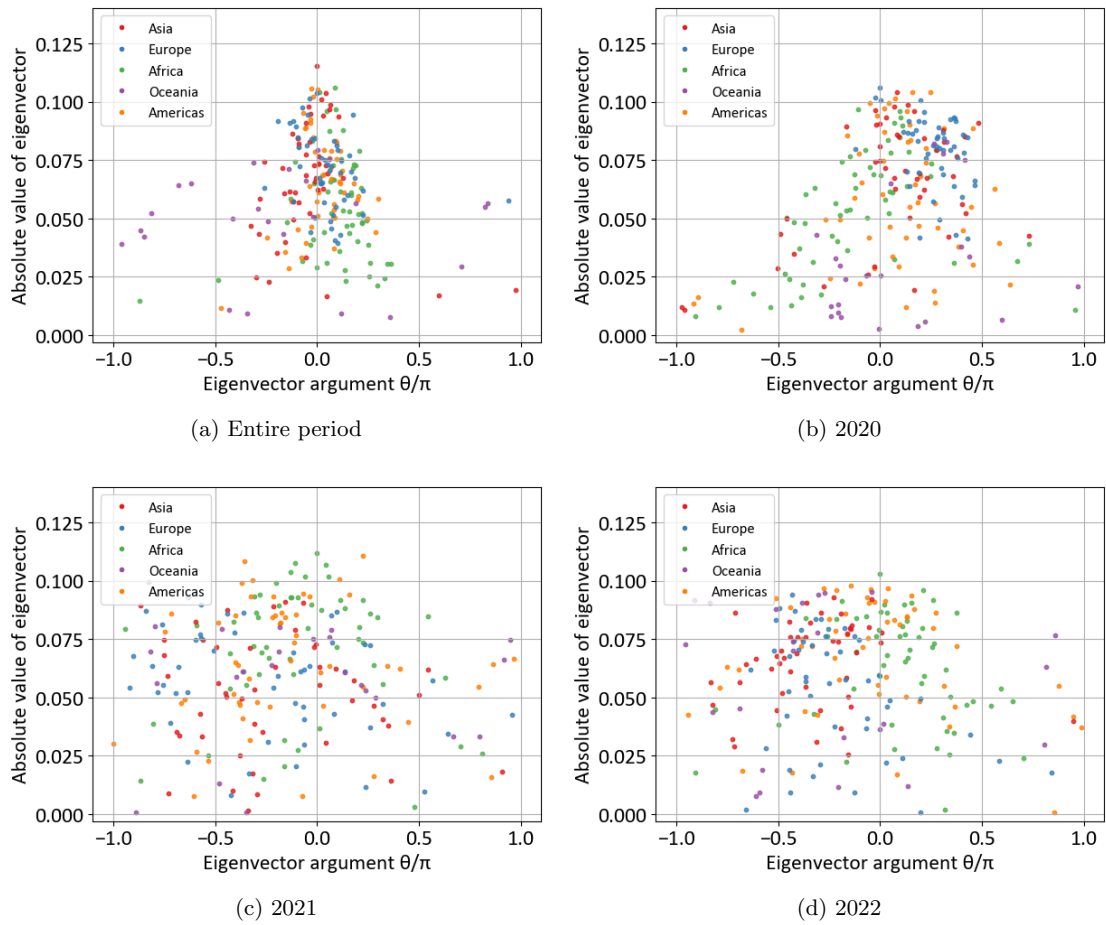 Absolute value of eigenvector
0.125
0.100
0.075
0.050
0.025
0.000
Asia
Europe
Africa
Oceania
Americas
−1.0 −0.5 0.0 0.5 1.0
Eigenvector argument θ/π
(a) Entire period
Absolute value of eigenvector
0.125
0.100
0.075
0.050
0.025
0.000
Asia
Europe
Africa
Oceania
Americas
−1.0 −0.5 0.0 0.5 1.0
Eigenvector argument θ/π
(b) 2020
Absolute value of eigenvector
0.125
0.100
0.075
0.050
0.025
0.000
Asia
Europe
Africa
Oceania
Americas
−1.0 −0.5 0.0 0.5 1.0
Eigenvector argument θ/π
(c) 2021
Absolute value of eigenvector
0.125
0.100
0.075
0.050
0.025
0.000
Asia
Europe
Africa
Oceania
Americas
−1.0 −0.5 0.0 0.5 1.0
Eigenvector argument θ/π
(d) 2022